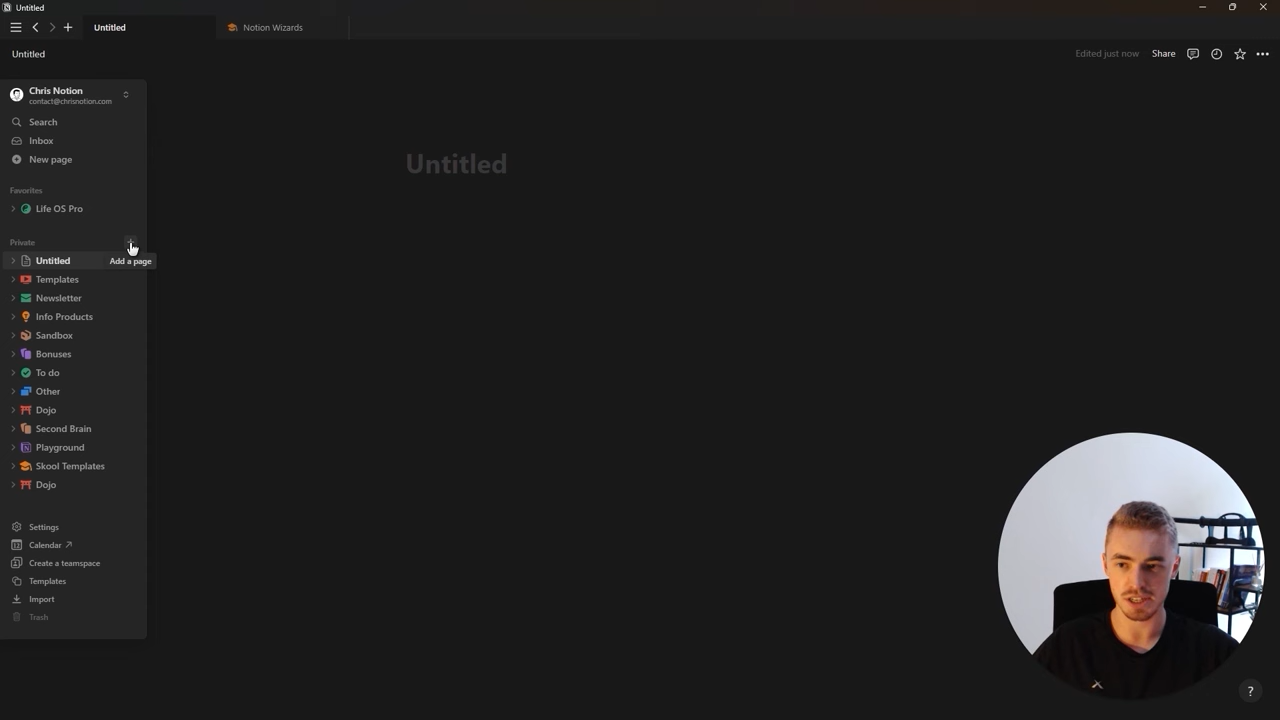 Untitled
Untitled
Notion Wizards
Untitled
Edited just now
Share
Chris Notion
contact@chrisnotion.com
Search
Inbox
New page
Favorites
Life OS Pro
Private
Untitled
Add a page
Templates
Newsletter
Info Products
Sandbox
Bonuses
To do
Other
Dojo
Second Brain
Playground
Skool Templates
Dojo
Settings
Calendar ↗
Create a teamspace
Templates
Import
Trash
Untitled
?